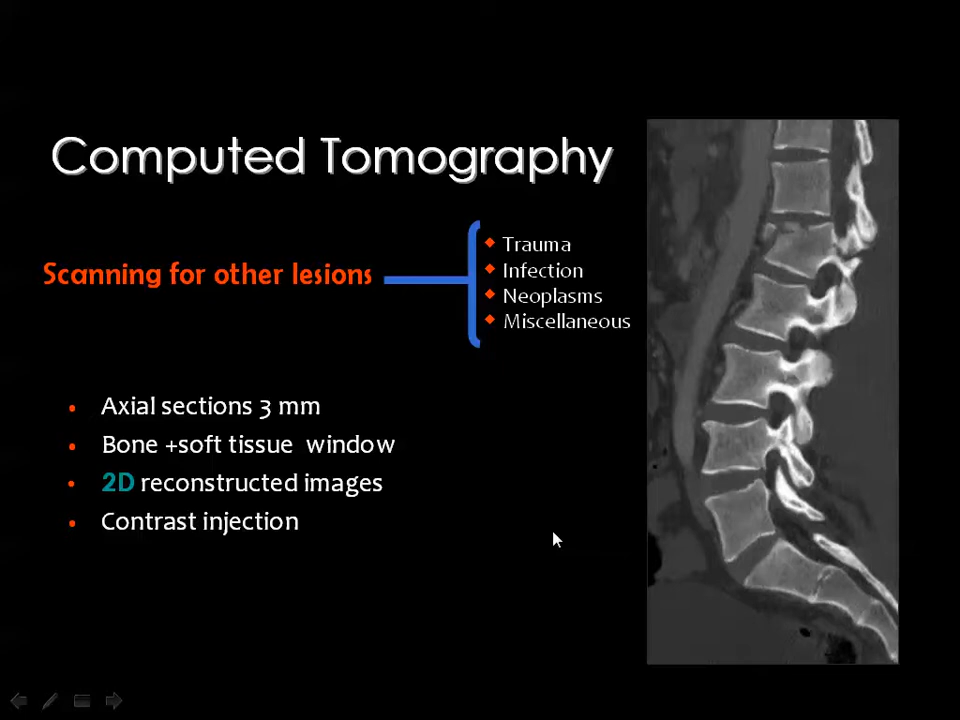 Computed Tomography
Scanning for other lesions
Trauma
Infection
Neoplasms
Miscellaneous
Axial sections 3 mm
Bone +soft tissue window
2D reconstructed images
Contrast injection